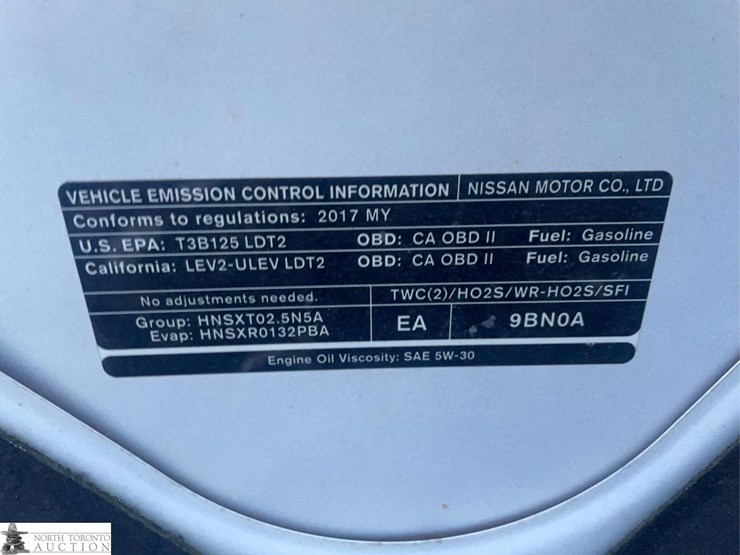 VEHICLE EMISSION CONTROL INFORMATION NISSAN MOTOR CO., LTD
Conforms to regulations: 2017 MY
U.S. EPA: T3B125 LDT2 OBD: CA OBD II Fuel: Gasoline
California: LEV2-ULEV LDT2 OBD: CA OBD II Fuel: Gasoline
No adjustments needed. TWC(2)/HO2S/WR-HO2S/SFI
Group: HNSXT02.5N5A
Evap: HNSXR0132PBA
EA 9BN0A
Engine Oil Viscosity: SAE 5W-30
NORTH TORONTO
AUCTION